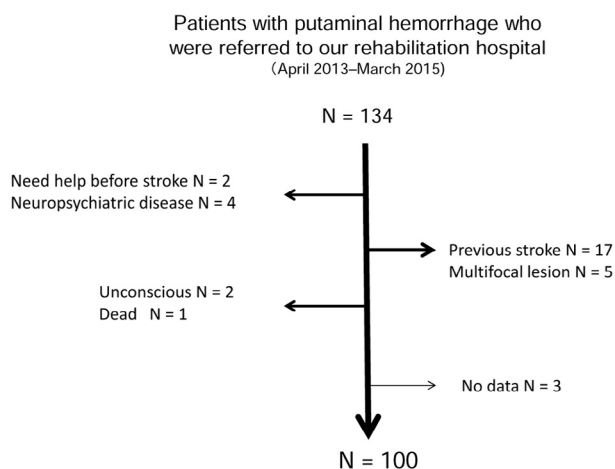 Patients with putaminal hemorrhage who
were referred to our rehabilitation hospital
(April 2013–March 2015)
N = 134
Need help before stroke N = 2
Neuropsychiatric disease N = 4
Previous stroke N = 17
Multifocal lesion N = 5
Unconscious N = 2
Dead N = 1
No data N = 3
N = 100